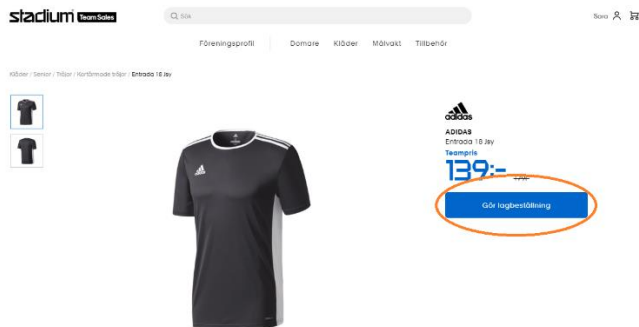 stadium Team Sales
Sök
Sara
Föreningsprofil Domare Kläder Målvakt Tillbehör
Kläder / Senior / Tröjor / Kortärmade tröjor / Entrada 18 Jsy
adidas
ADIDAS
Entrada 18 Jsy
Teampris
139:-
Gör lagbeställning
adidas